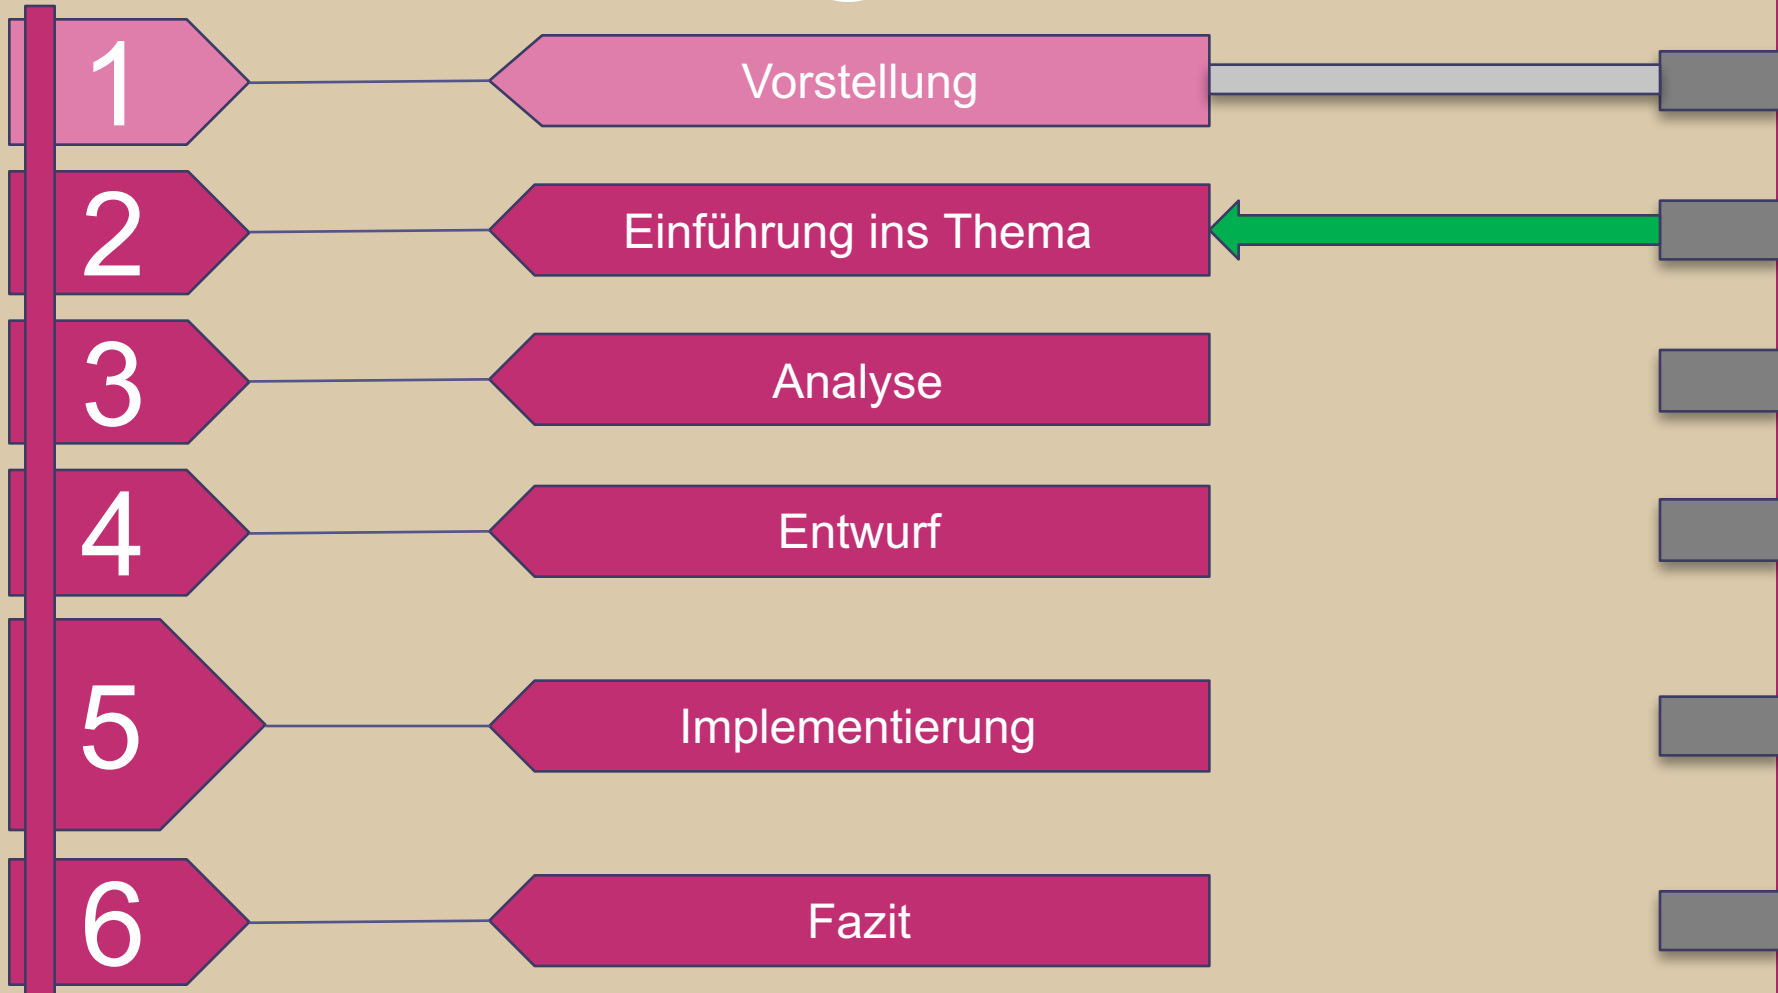 1 Vorstellung
2 Einführung ins Thema
3 Analyse
4 Entwurf
5 Implementierung
6 Fazit